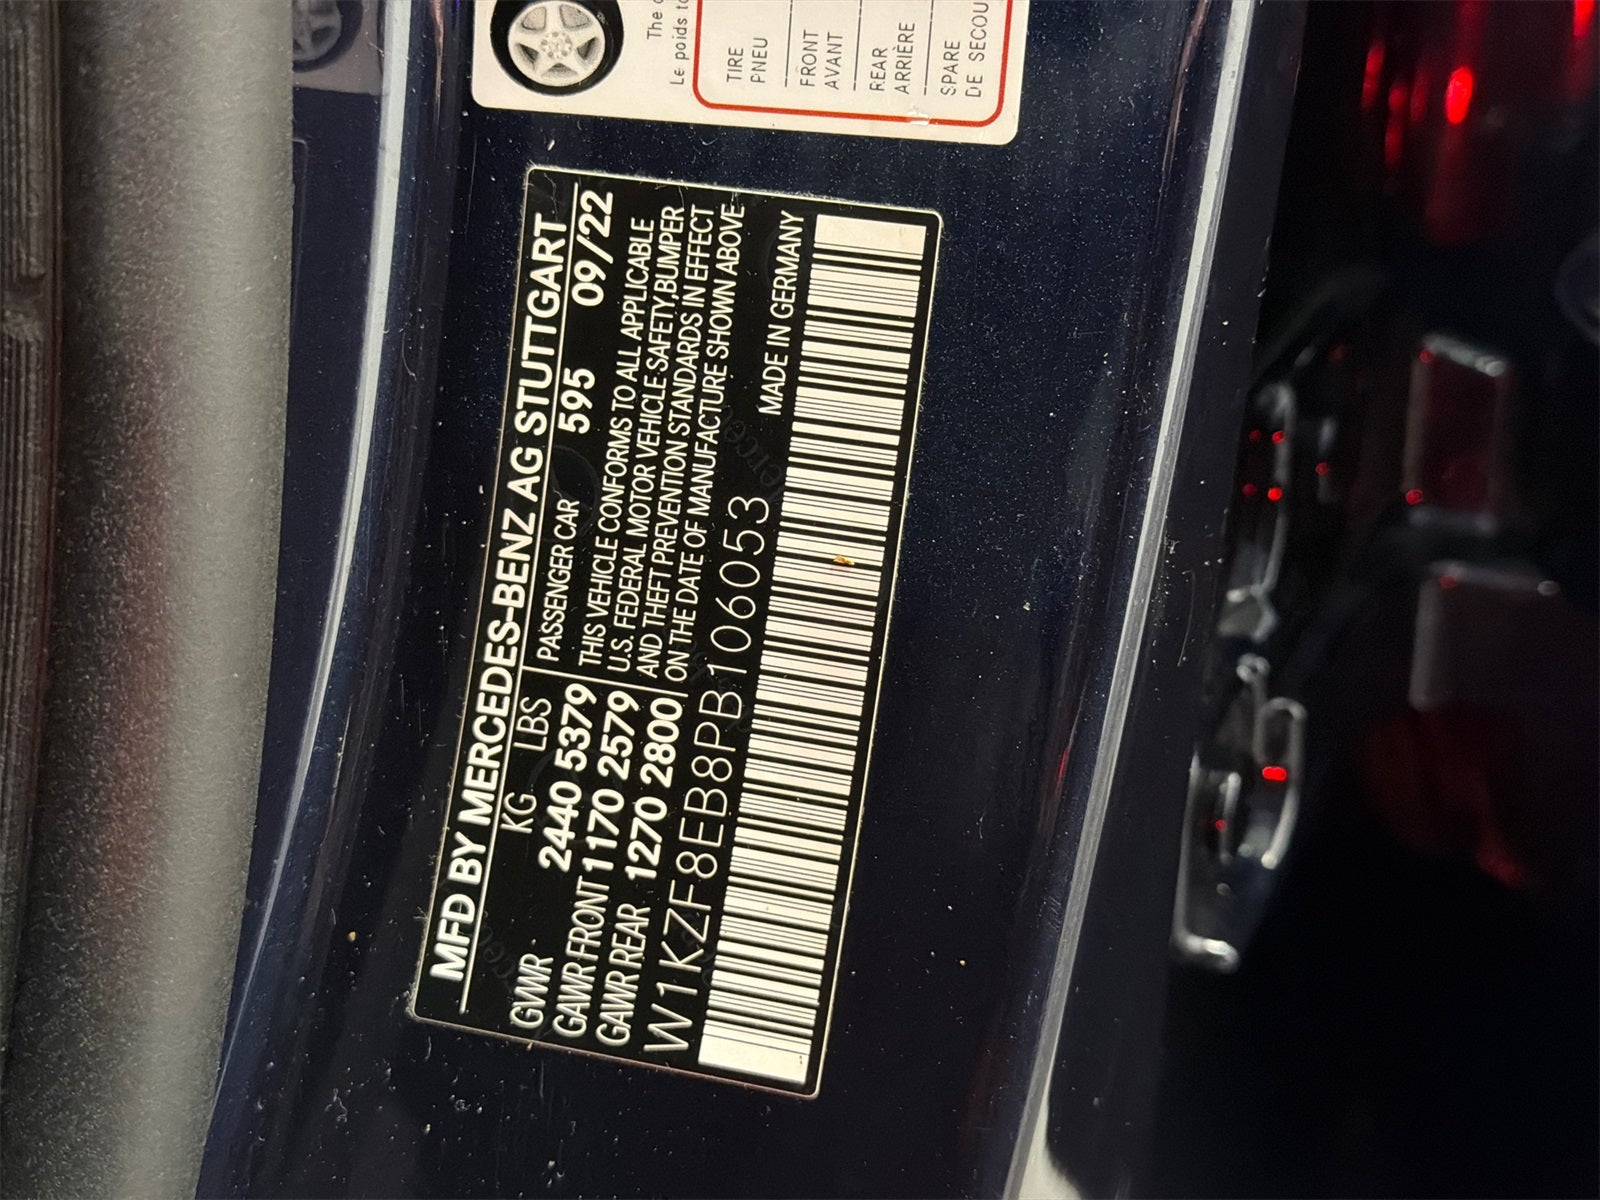 The
Le poids
TIRE
PNEU
FRONT
AVANT
REAR
ARRIÈRE
SPARE
DE SECOU
MFD BY MERCEDES-BENZ AG STUTTGART
KG LBS PASSENGER CAR 595 09/22
GVWR 2440 5379 THIS VEHICLE CONFORMS TO ALL APPLICABLE
GAWR FRONT 1170 2579 U.S. FEDERAL MOTOR VEHICLE SAFETY,BUMPER
GAWR REAR 1270 2800 AND THEFT PREVENTION STANDARDS IN EFFECT
ON THE DATE OF MANUFACTURE SHOWN ABOVE
W1KZF8EB8PB106053 MADE IN GERMANY